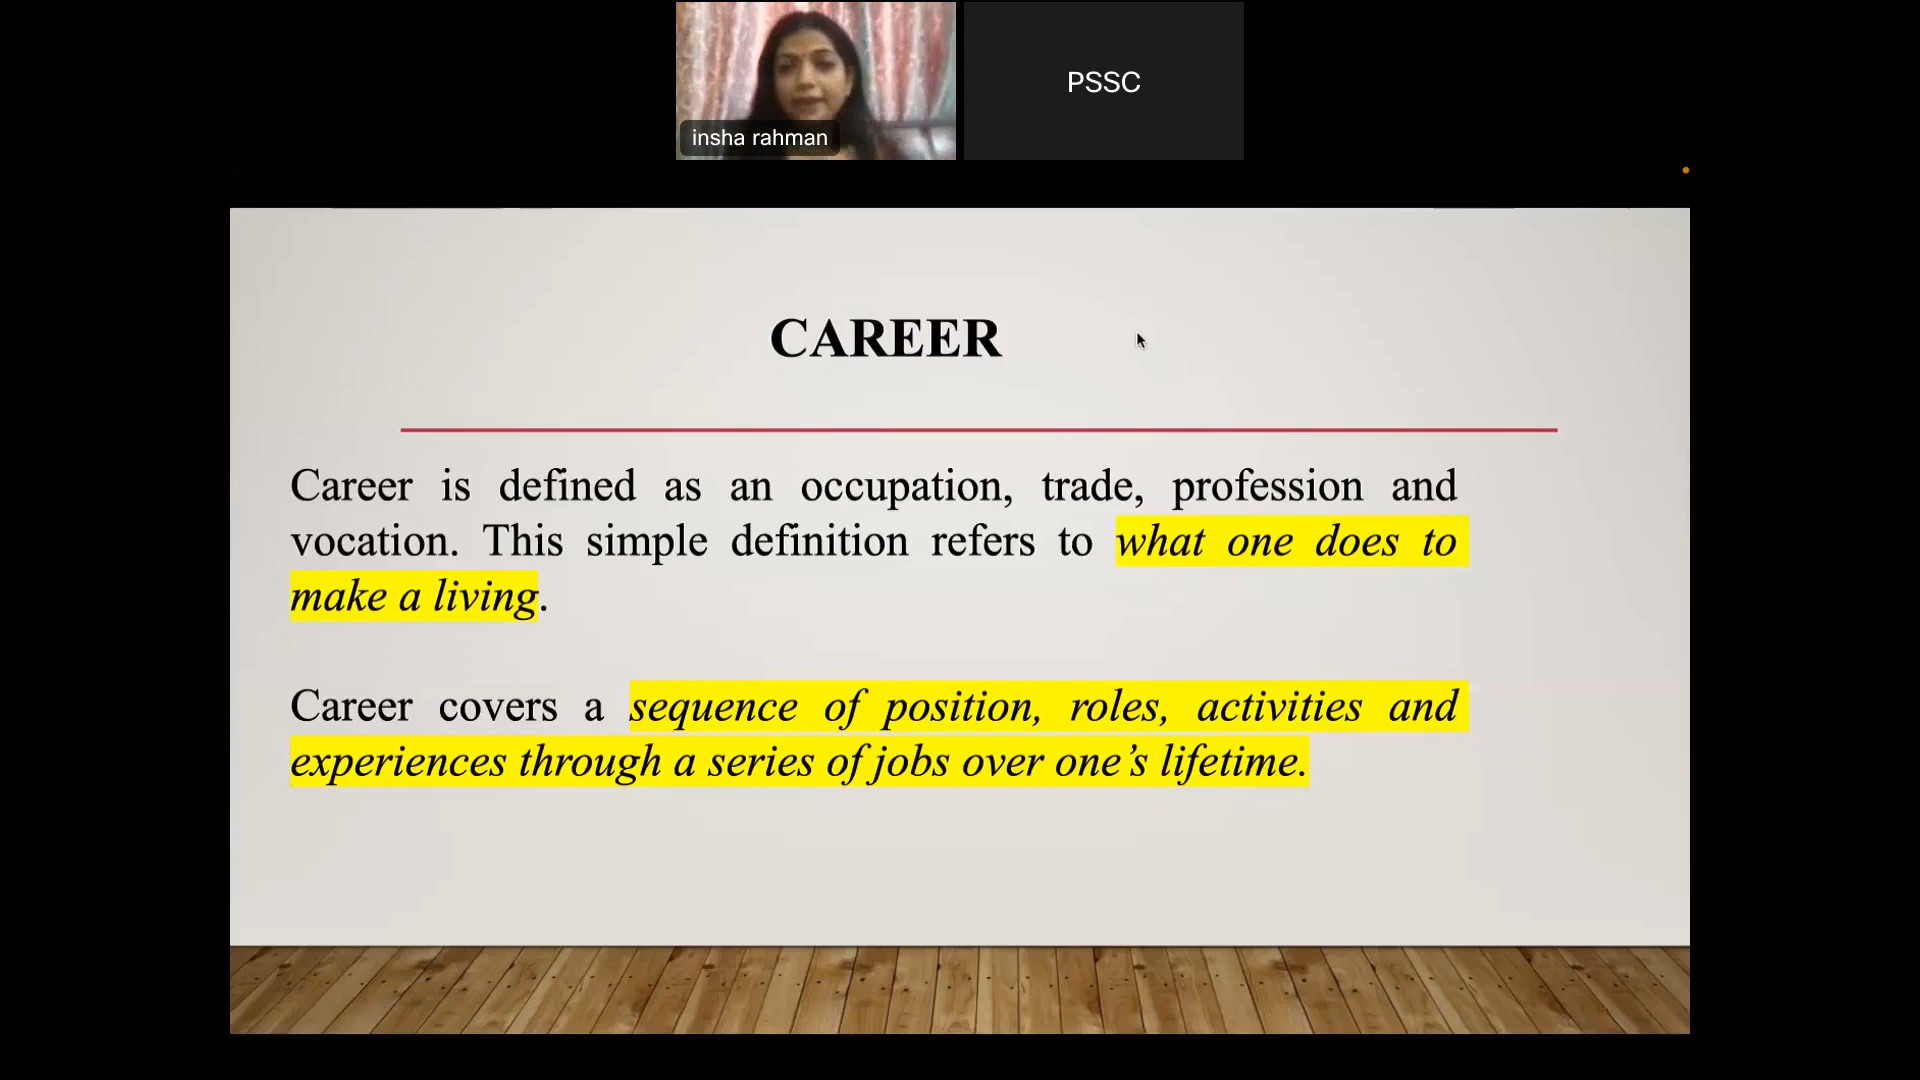 insha rahman
PSSC
CAREER
Career is defined as an occupation, trade, profession and
vocation. This simple definition refers to what one does to
make a living.
Career covers a sequence of position, roles, activities and
experiences through a series of jobs over one’s lifetime.